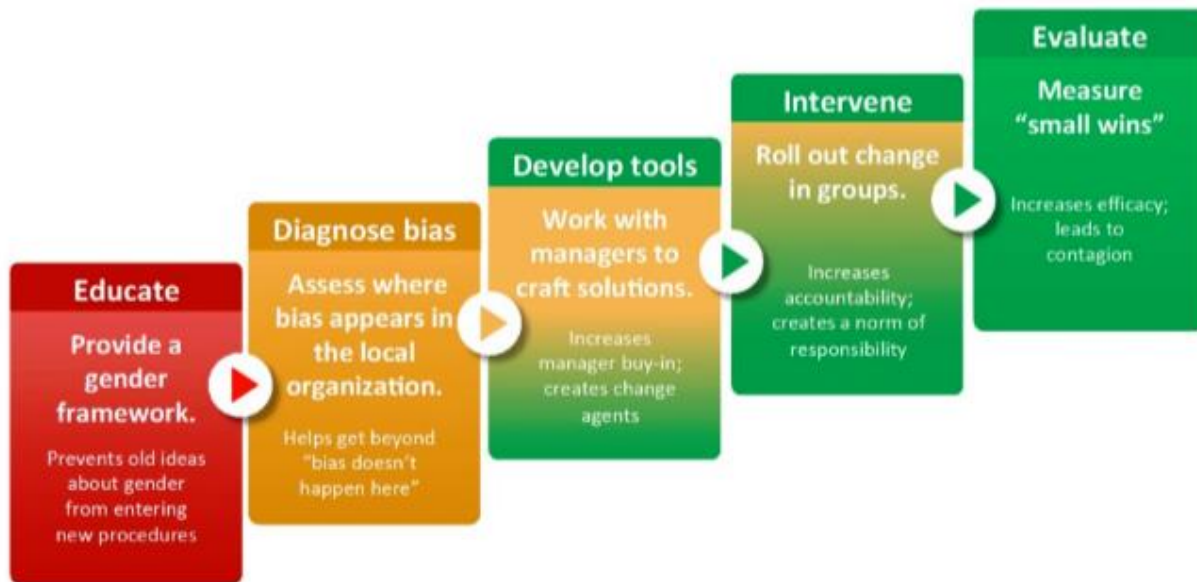 Educate
Provide a
gender
framework.
Prevents old ideas
about gender
from entering
new procedures
Diagnose bias
Assess where
bias appears in
the local
organization.
Helps get beyond
"bias doesn't
happen here"
Develop tools
Work with
managers to
craft solutions.
Increases
manager buy-in;
creates change
agents
Intervene
Roll out change
in groups.
Increases
accountability;
creates a norm of
responsibility
Evaluate
Measure
“small wins”
Increases efficacy;
leads to
contagion